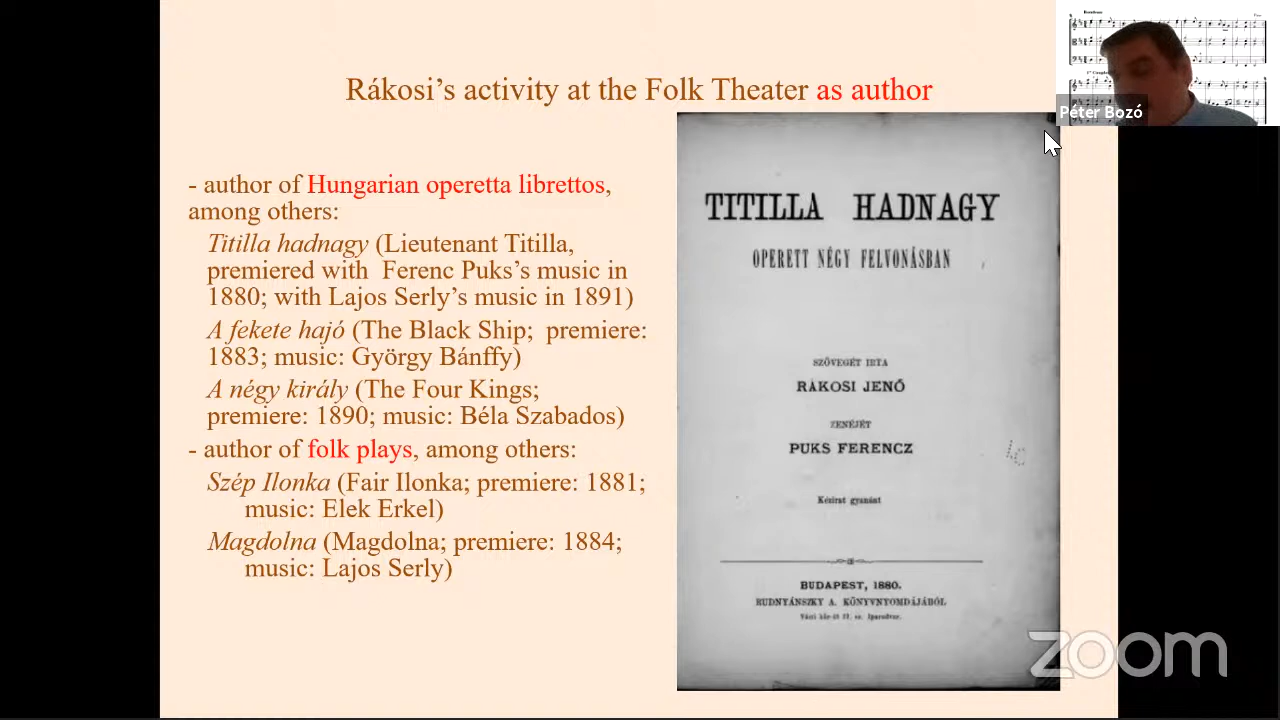 Rákosi’s activity at the Folk Theater as author
Péter Bozó
- author of Hungarian operetta librettos,
among others:
Titilla hadnagy (Lieutenant Titilla,
premiered with Ferenc Puks’s music in
1880; with Lajos Serly’s music in 1891)
A fekete hajó (The Black Ship; premiere:
1883; music: György Bánffy)
A négy király (The Four Kings;
premiere: 1890; music: Béla Szabados)
- author of folk plays, among others:
Szép Ilonka (Fair Ilonka; premiere: 1881;
music: Elek Erkel)
Magdolna (Magdolna; premiere: 1884;
music: Lajos Serly)
TITILLA HADNAGY
OPERETT NÉGY FELVONÁSBAN
SZÖVEGÉT IRTA
RÁKOSI JENŐ
ZENÉJÉT
PUKS FERENCZ
Kézirat gyanánt
BUDAPEST, 1880.
RUDNYÁNSZKY A. KÖNYVNYOMDÁJÁBÓL
zoom